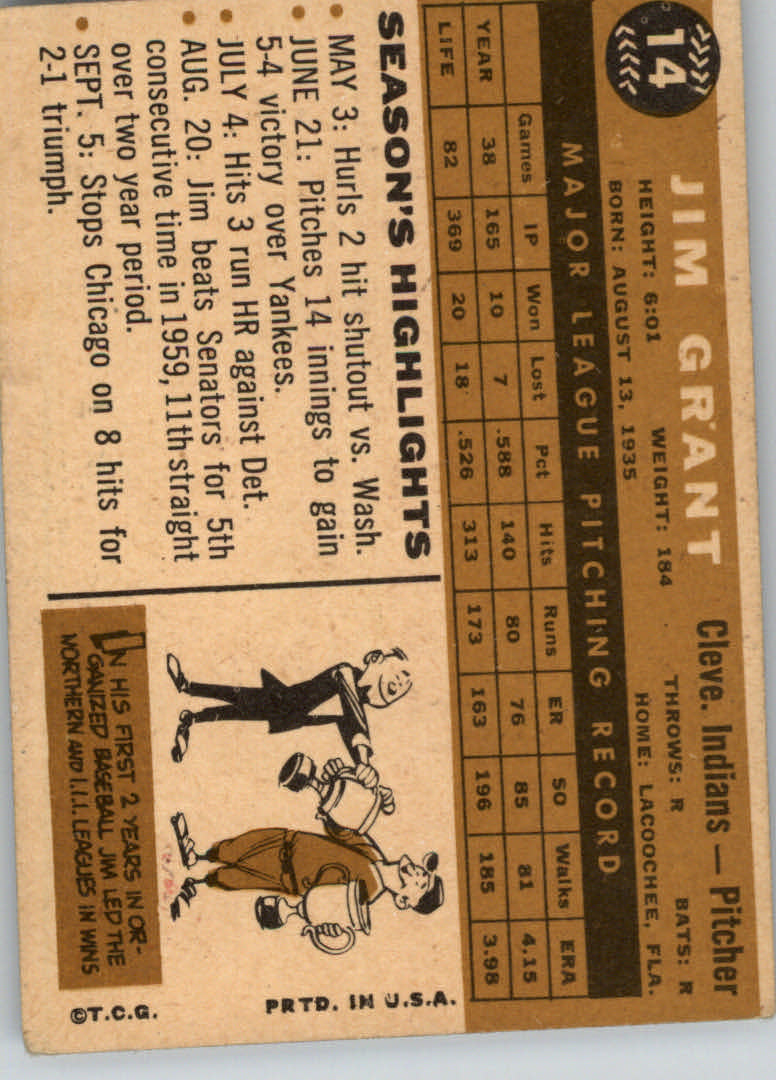 14
JIM GRANT Cleve. Indians — Pitcher
HEIGHT: 6:01 WEIGHT: 184 THROWS: R BATS: R
BORN: AUGUST 13, 1935 HOME: LACOOCHEE, FLA.
MAJOR LEAGUE PITCHING RECORD
Games IP Won Lost Pct Hits Runs ER SO Walks ERA
YEAR 38 165 10 7 .588 140 80 76 85 81 4.15
LIFE 82 369 20 18 .526 313 173 163 196 185 3.98
SEASON'S HIGHLIGHTS
• MAY 3: Hurls 2 hit shutout vs. Wash.
• JUNE 21: Pitches 14 innings to gain
5-4 victory over Yankees.
• JULY 4: Hits 3 run HR against Det.
• AUG. 20: Jim beats Senators for 5th
consecutive time in 1959, 11th straight
over two year period.
• SEPT. 5: Stops Chicago on 8 hits for
2-1 triumph.
IN HIS FIRST 2 YEARS IN OR-
GANIZED BASEBALL JIM LED THE
NORTHERN AND I.I.I. LEAGUES IN WINS
©T.C.G. PRTD. IN U.S.A.